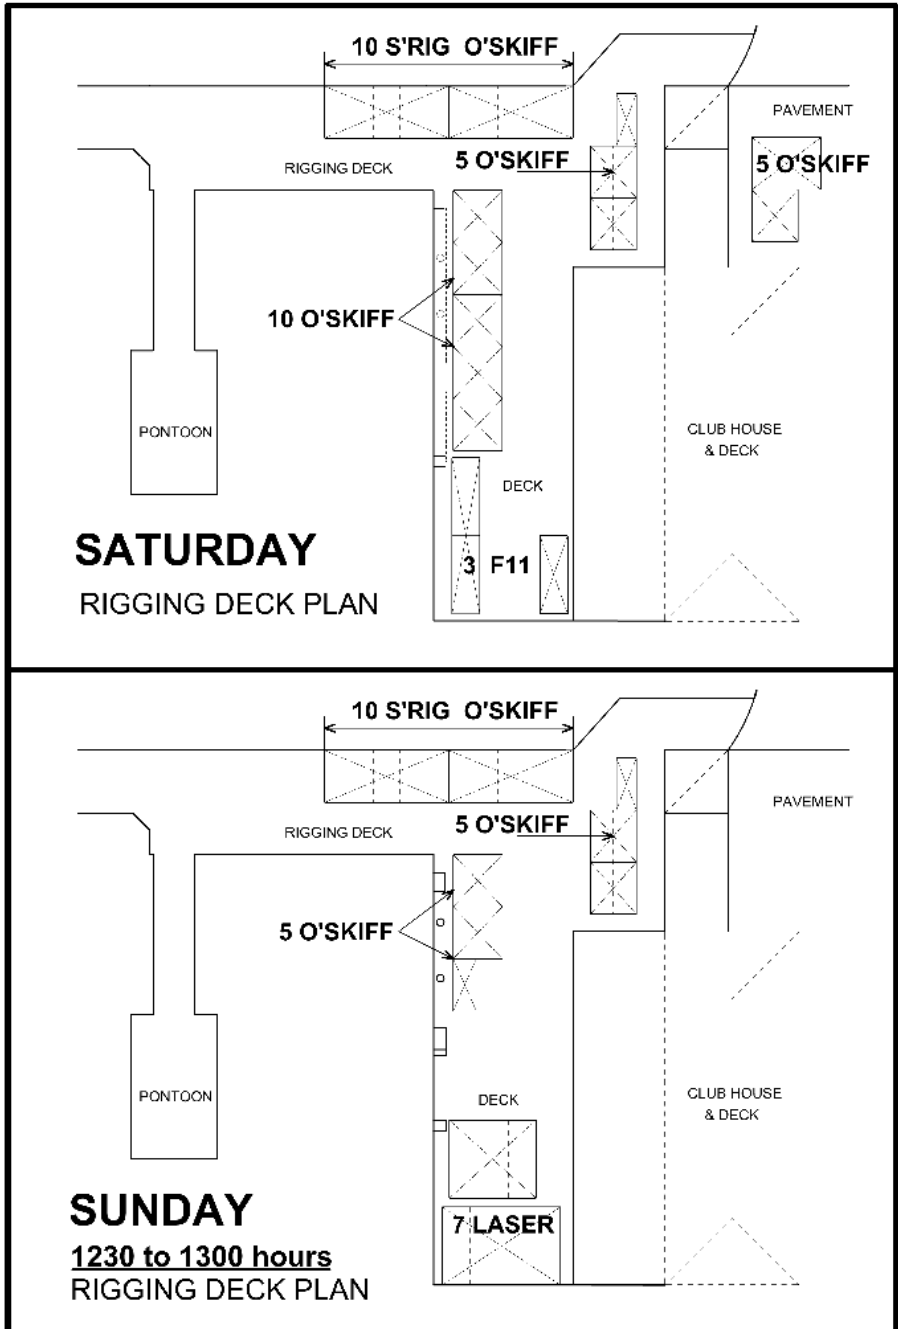 10 S'RIG O'SKIFF
PAVEMENT
RIGGING DECK
5 O'SKIFF
5 O'SKIFF
10 O'SKIFF
PONTOON
CLUB HOUSE
& DECK
DECK
SATURDAY
3 F11
RIGGING DECK PLAN
10 S'RIG O'SKIFF
PAVEMENT
RIGGING DECK
5 O'SKIFF
5 O'SKIFF
PONTOON
DECK
CLUB HOUSE
& DECK
SUNDAY
7 LASER
1230 to 1300 hours
RIGGING DECK PLAN